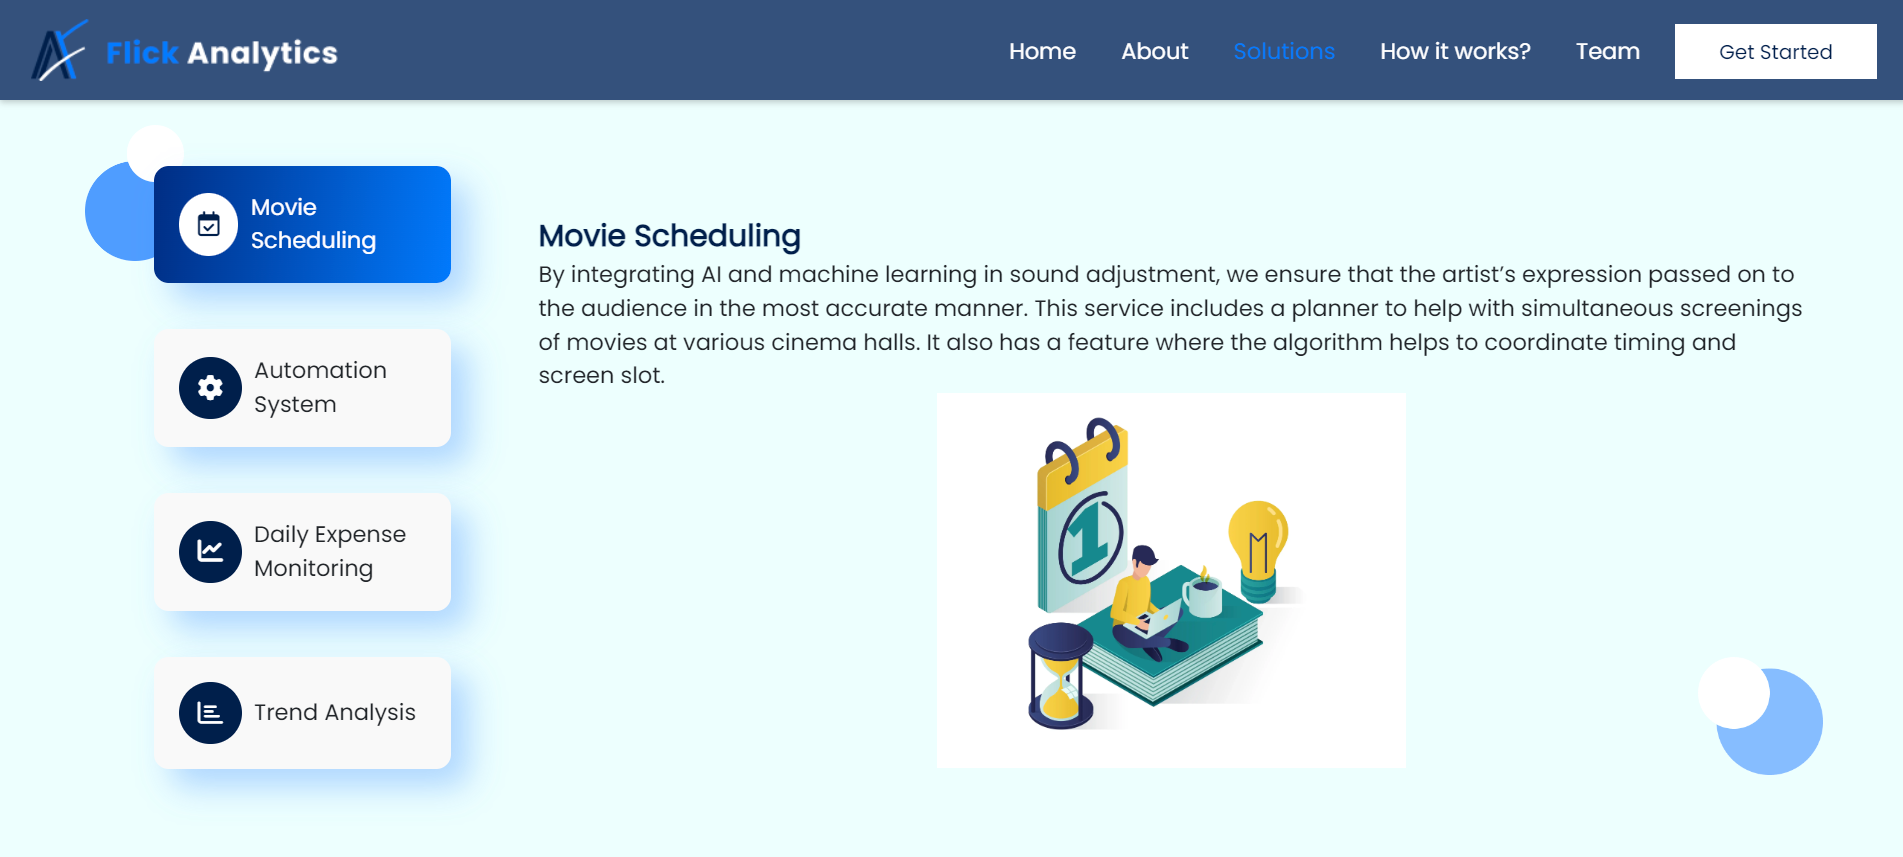 Flick Analytics
Home About Solutions How it works? Team Get Started
Movie
Scheduling
Automation
System
Daily Expense
Monitoring
Trend Analysis
Movie Scheduling
By integrating AI and machine learning in sound adjustment, we ensure that the artist’s expression passed on to
the audience in the most accurate manner. This service includes a planner to help with simultaneous screenings
of movies at various cinema halls. It also has a feature where the algorithm helps to coordinate timing and
screen slot.
1